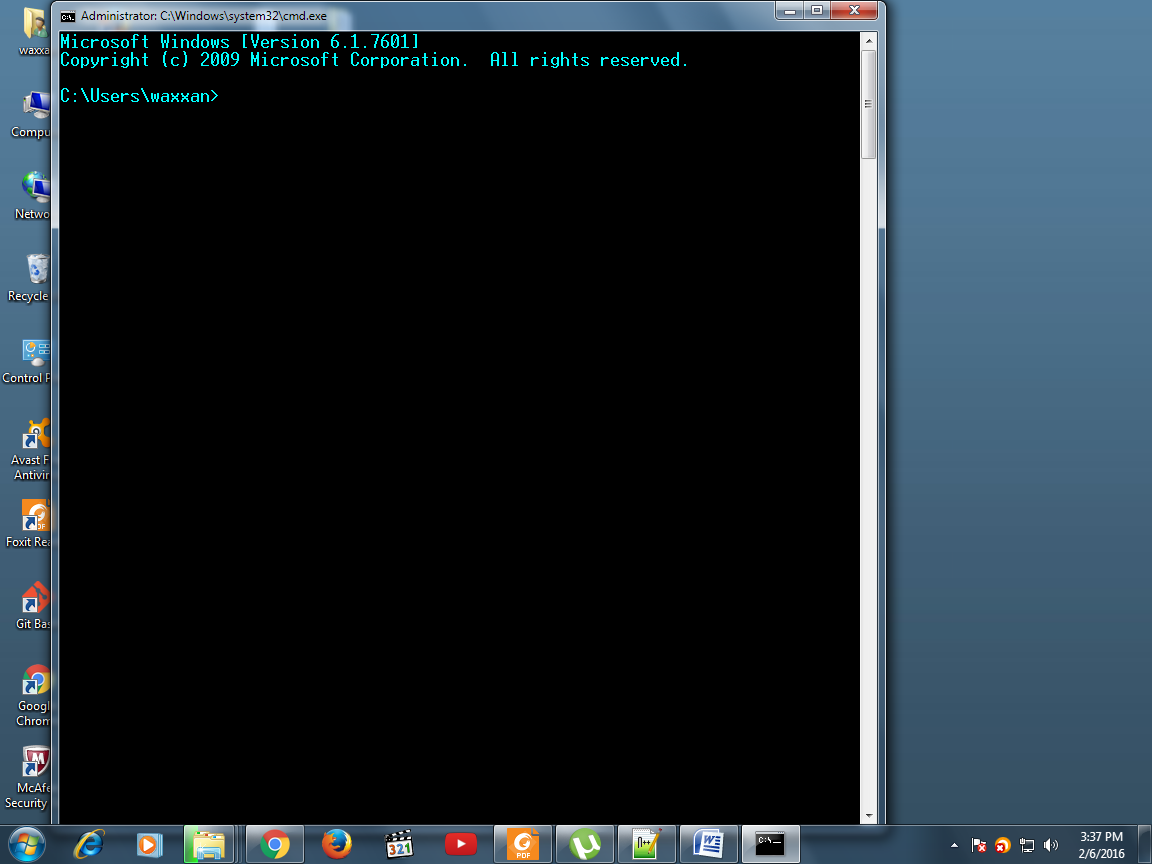 Administrator: C:\Windows\system32\cmd.exe
Microsoft Windows [Version 6.1.7601]
Copyright (c) 2009 Microsoft Corporation.  All rights reserved.
C:\Users\waxxan>
waxxa
Compu
Netwo
Recycle
Control P
Avast F
Antivir
Foxit Rea
Git Bas
Googl
Chrom
McAfe
Security
321
PDF
n++
W
C:\_
3:37 PM
2/6/2016